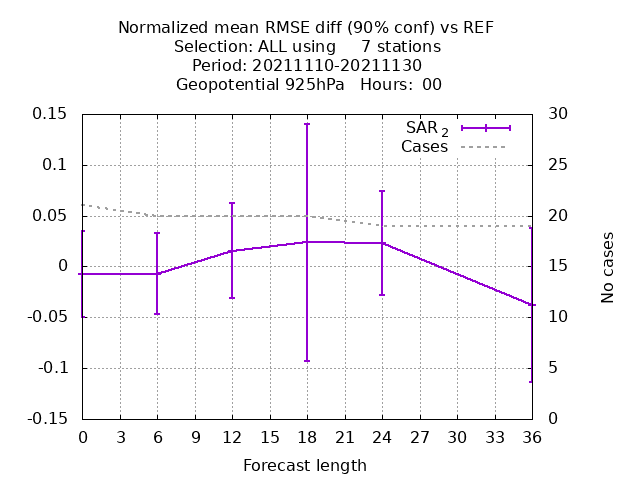 Normalized mean RMSE diff (90% conf) vs REF
Selection: ALL using     7 stations
Period: 20211110-20211130
Geopotential 925hPa   Hours:  00
0.15
0.1
0.05
0
-0.05
-0.1
-0.15
SAR 2
Cases
30
25
20
15
10
5
0
No cases
0 3 6 9 12 15 18 21 24 27 30 33 36
Forecast length